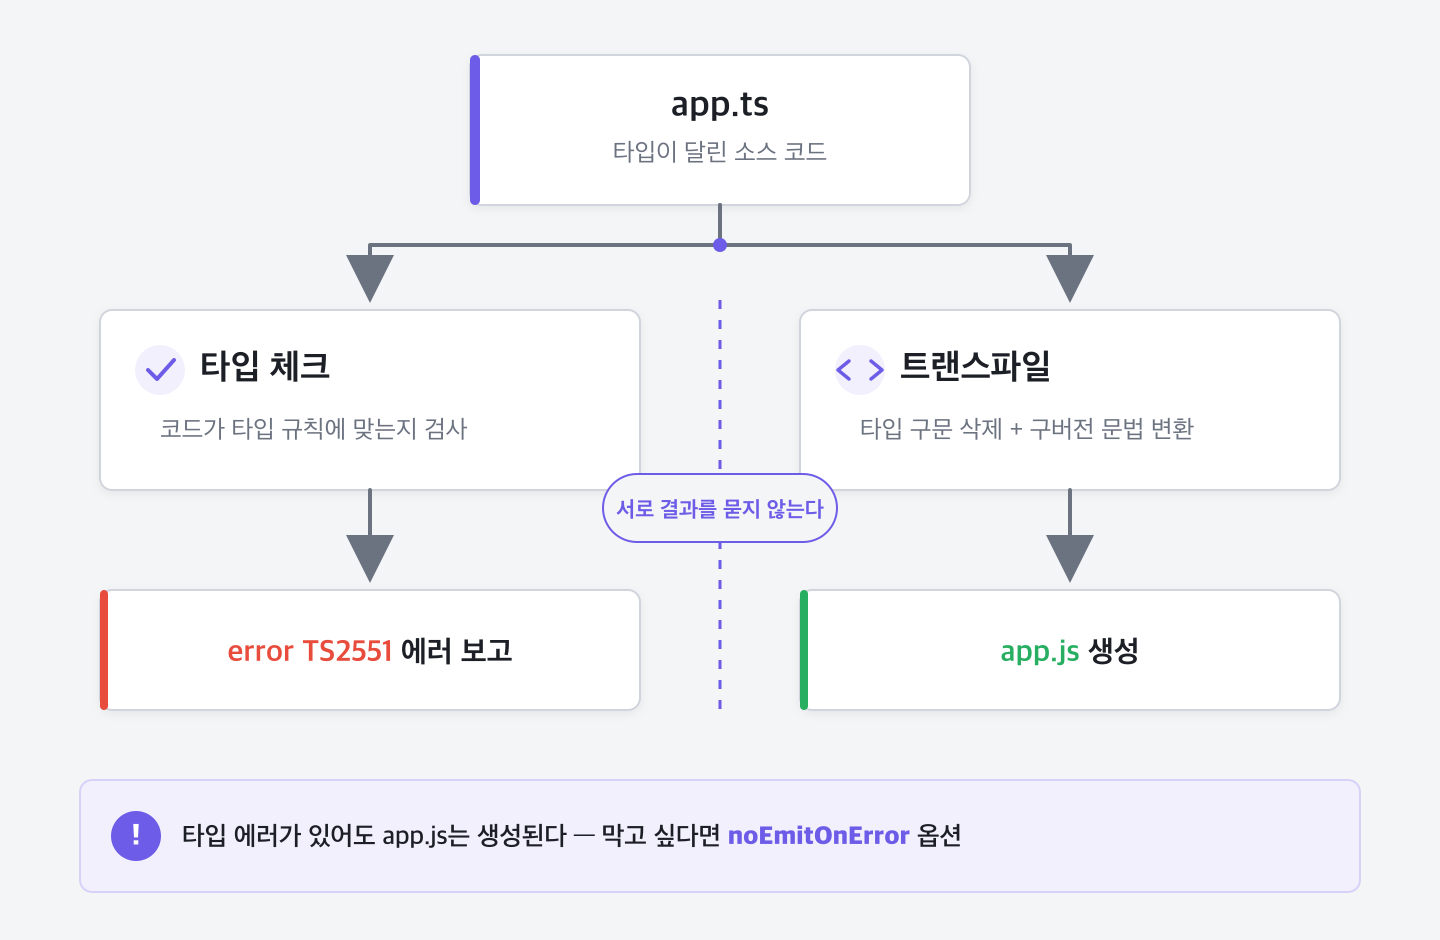 app.ts
타입이 달린 소스 코드
타입 체크
코드가 타입 규칙에 맞는지 검사
< > 트랜스파일
타입 구문 삭제 + 구버전 문법 변환
서로 결과를 묻지 않는다
error TS2551 에러 보고
app.js 생성
! 타입 에러가 있어도 app.js는 생성된다 — 막고 싶다면 noEmitOnError 옵션